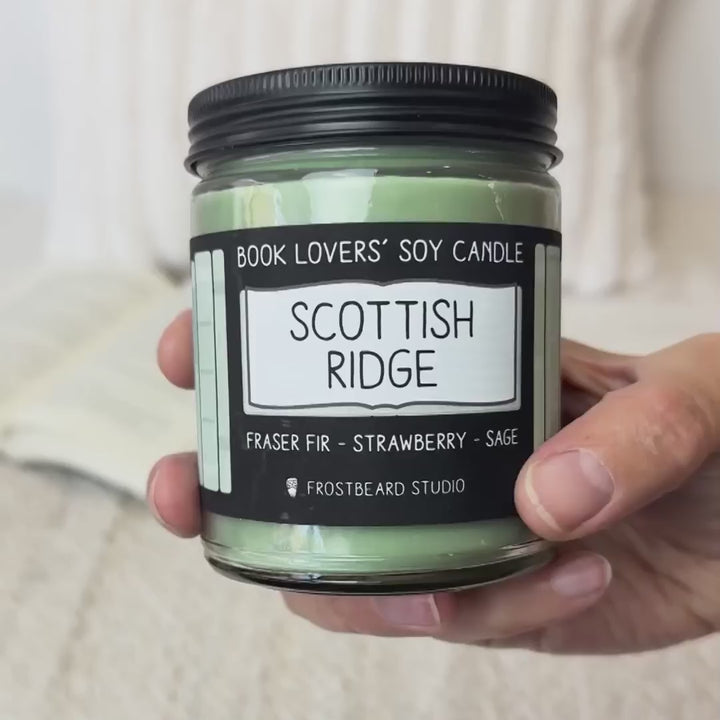 BOOK LOVERS' SOY CANDLE
SCOTTISH
RIDGE
FRASER FIR - STRAWBERRY - SAGE
FROSTBEARD STUDIO